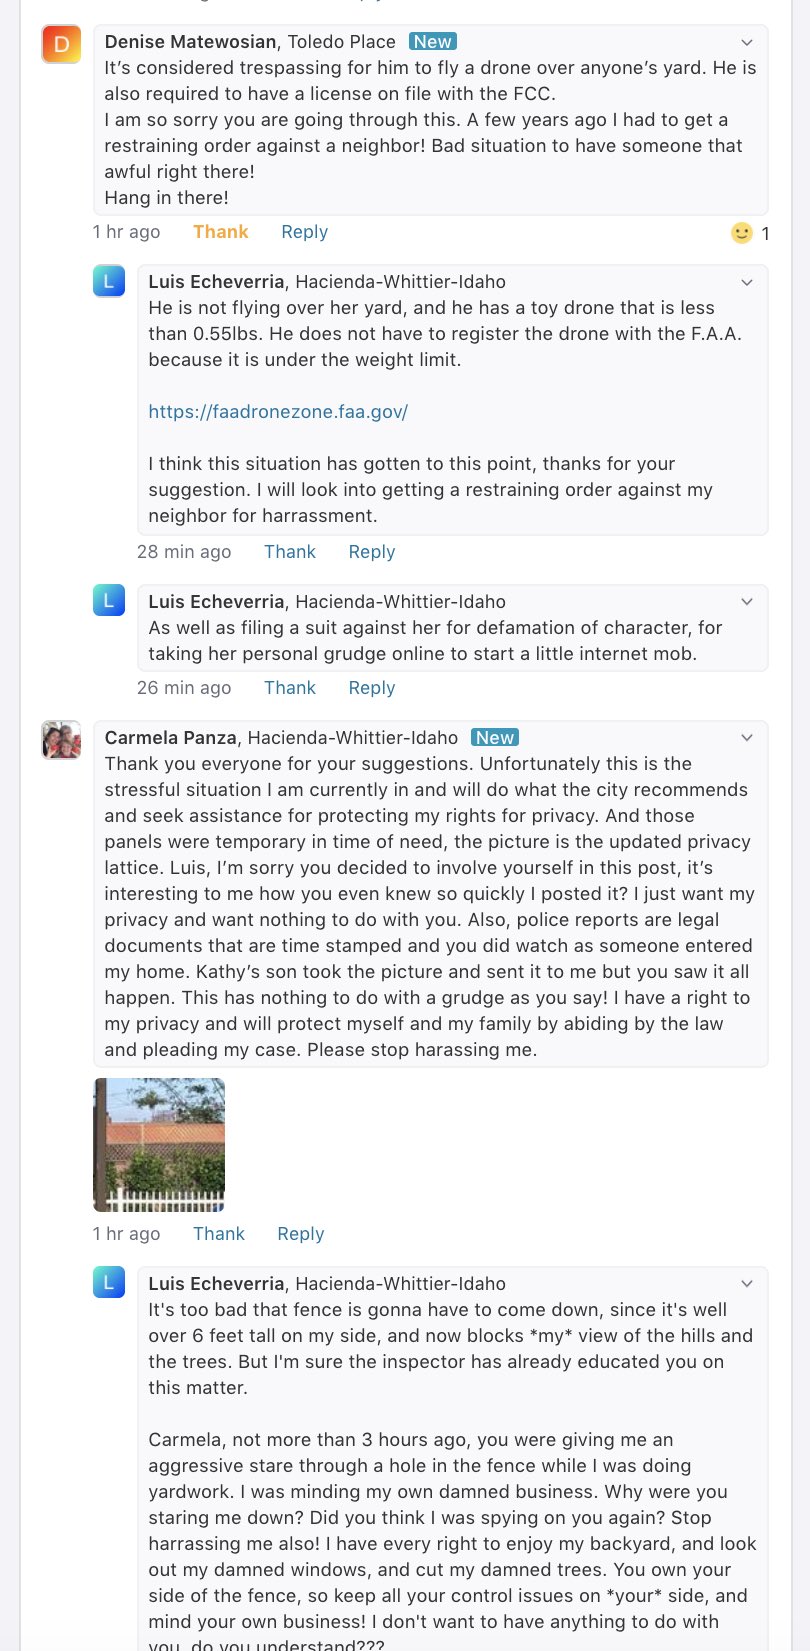 D
Denise Matewosian, Toledo Place New
It’s considered trespassing for him to fly a drone over anyone’s yard. He is
also required to have a license on file with the FCC.
I am so sorry you are going through this. A few years ago I had to get a
restraining order against a neighbor! Bad situation to have someone that
awful right there!
Hang in there!
1 hr ago Thank Reply 1
L
Luis Echeverria, Hacienda-Whittier-Idaho
He is not flying over her yard, and he has a toy drone that is less
than 0.55lbs. He does not have to register the drone with the F.A.A.
because it is under the weight limit.
https://faadronezone.faa.gov/
I think this situation has gotten to this point, thanks for your
suggestion. I will look into getting a restraining order against my
neighbor for harrassment.
28 min ago Thank Reply
L
Luis Echeverria, Hacienda-Whittier-Idaho
As well as filing a suit against her for defamation of character, for
taking her personal grudge online to start a little internet mob.
26 min ago Thank Reply
Carmela Panza, Hacienda-Whittier-Idaho New
Thank you everyone for your suggestions. Unfortunately this is the
stressful situation I am currently in and will do what the city recommends
and seek assistance for protecting my rights for privacy. And those
panels were temporary in time of need, the picture is the updated privacy
lattice. Luis, I’m sorry you decided to involve yourself in this post, it’s
interesting to me how you even knew so quickly I posted it? I just want my
privacy and want nothing to do with you. Also, police reports are legal
documents that are time stamped and you did watch as someone entered
my home. Kathy’s son took the picture and sent it to me but you saw it all
happen. This has nothing to do with a grudge as you say! I have a right to
my privacy and will protect myself and my family by abiding by the law
and pleading my case. Please stop harassing me.
1 hr ago Thank Reply
L
Luis Echeverria, Hacienda-Whittier-Idaho
It's too bad that fence is gonna have to come down, since it's well
over 6 feet tall on my side, and now blocks *my* view of the hills and
the trees. But I'm sure the inspector has already educated you on
this matter.
Carmela, not more than 3 hours ago, you were giving me an
aggressive stare through a hole in the fence while I was doing
yardwork. I was minding my own damned business. Why were you
staring me down? Did you think I was spying on you again? Stop
harrassing me also! I have every right to enjoy my backyard, and look
out my damned windows, and cut my damned trees. You own your
side of the fence, so keep all your control issues on *your* side, and
mind your own business! I don't want to have anything to do with
you, do you understand???